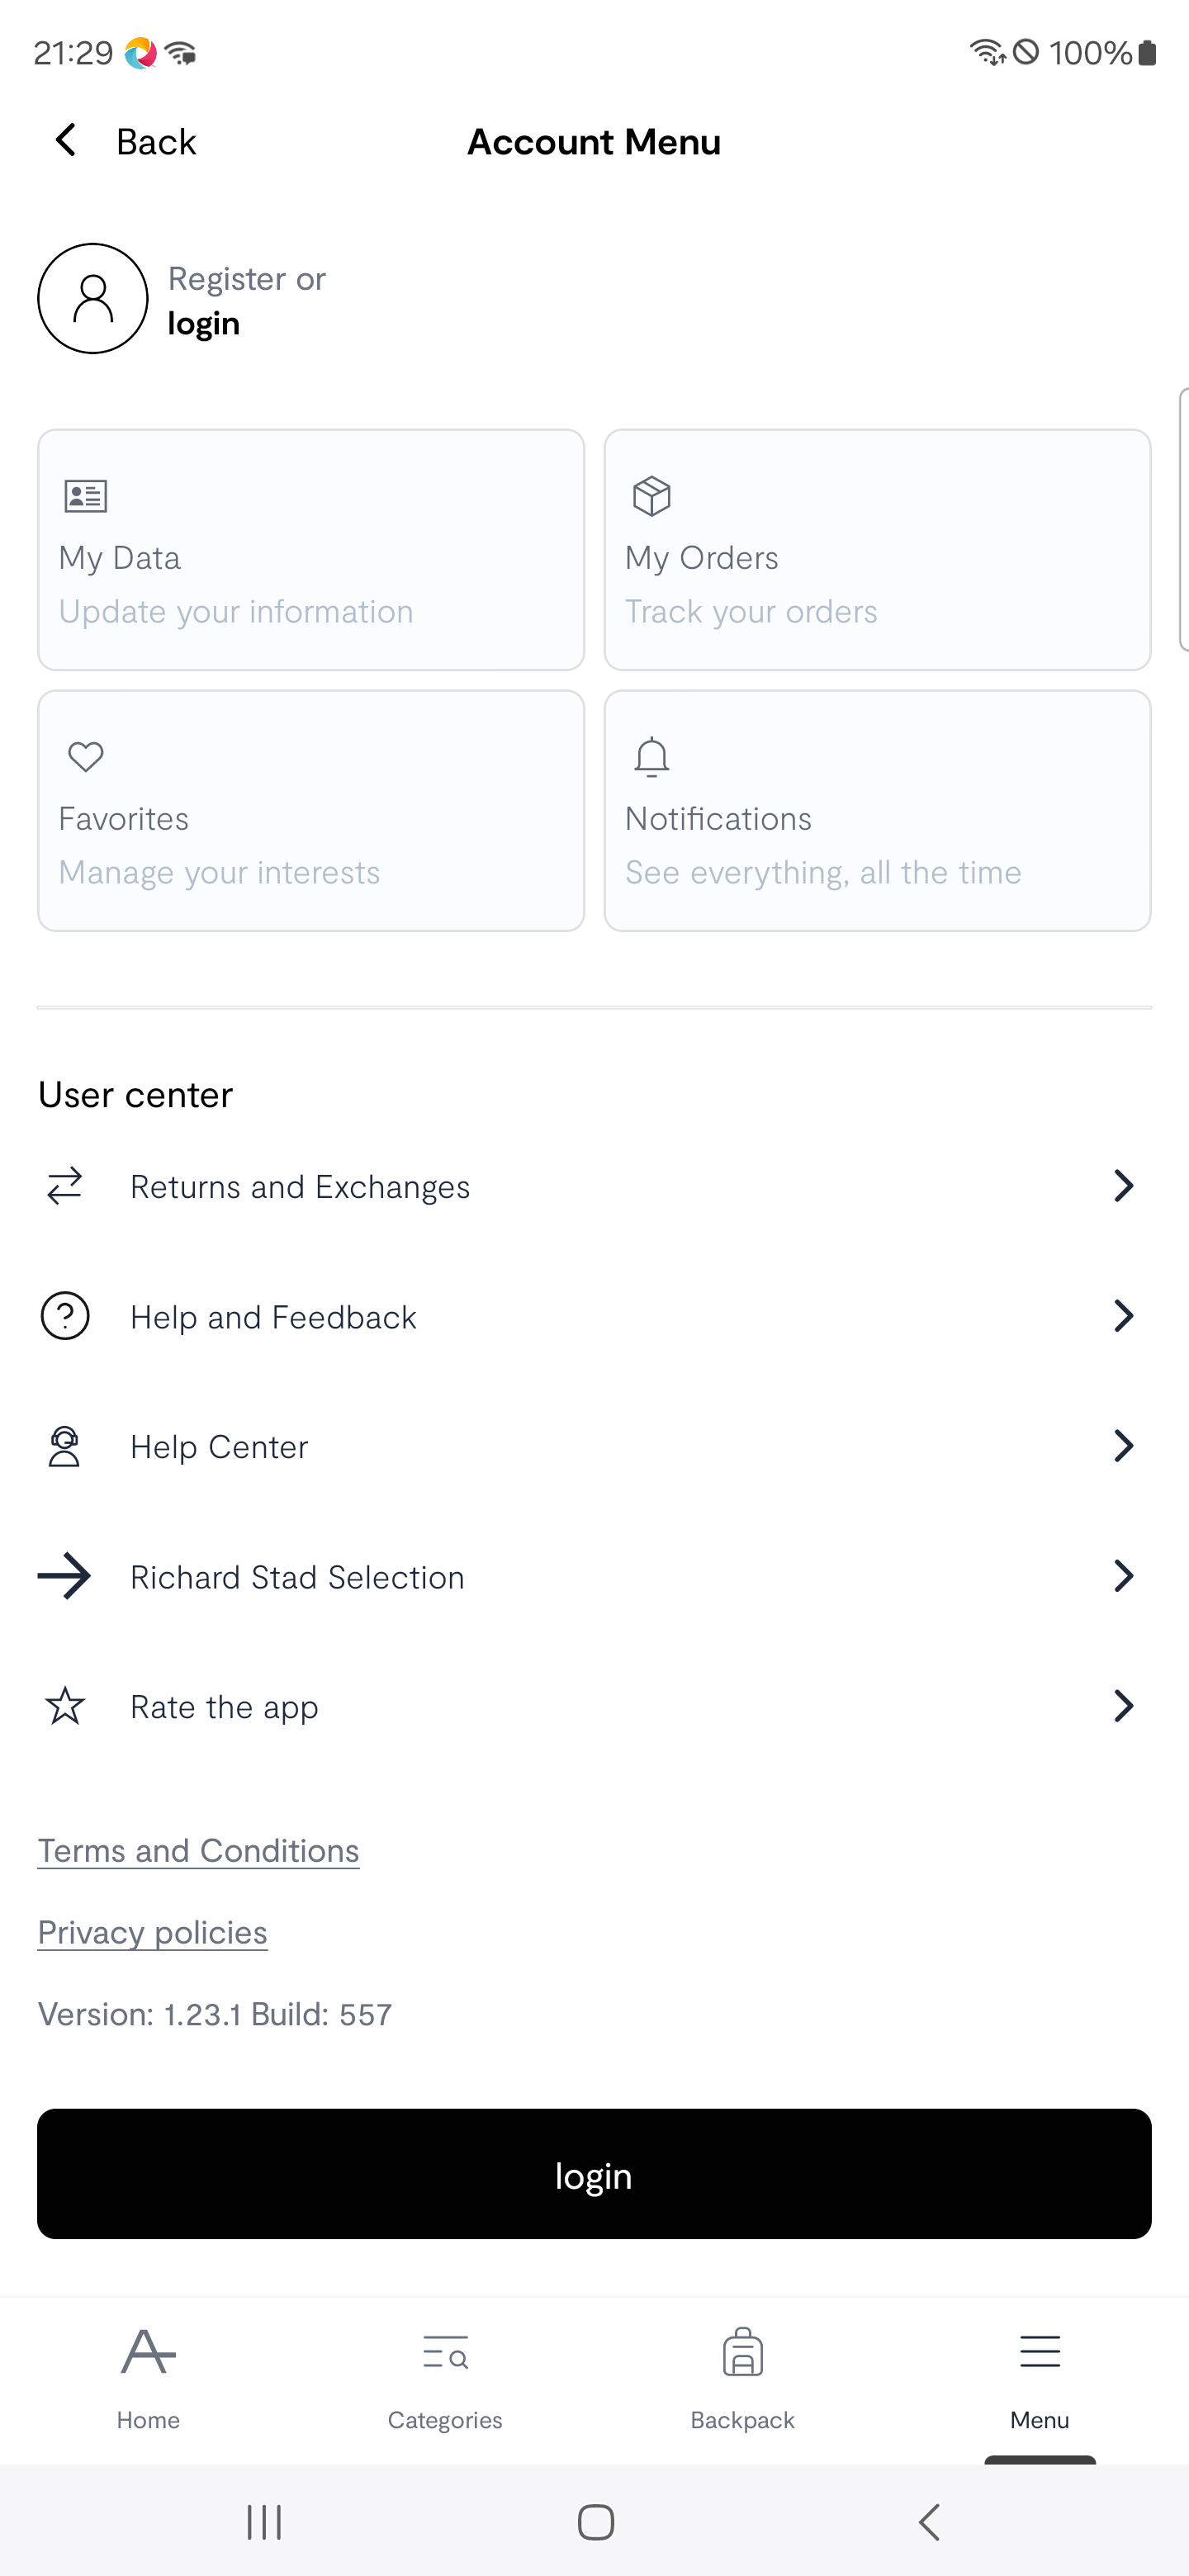 21:29
100%
Back
Account Menu
Register or
login
My Data
Update your information
My Orders
Track your orders
Favorites
Manage your interests
Notifications
See everything, all the time
User center
Returns and Exchanges
Help and Feedback
Help Center
Richard Stad Selection
Rate the app
Terms and Conditions
Privacy policies
Version: 1.23.1 Build: 557
login
Home
Categories
Backpack
Menu